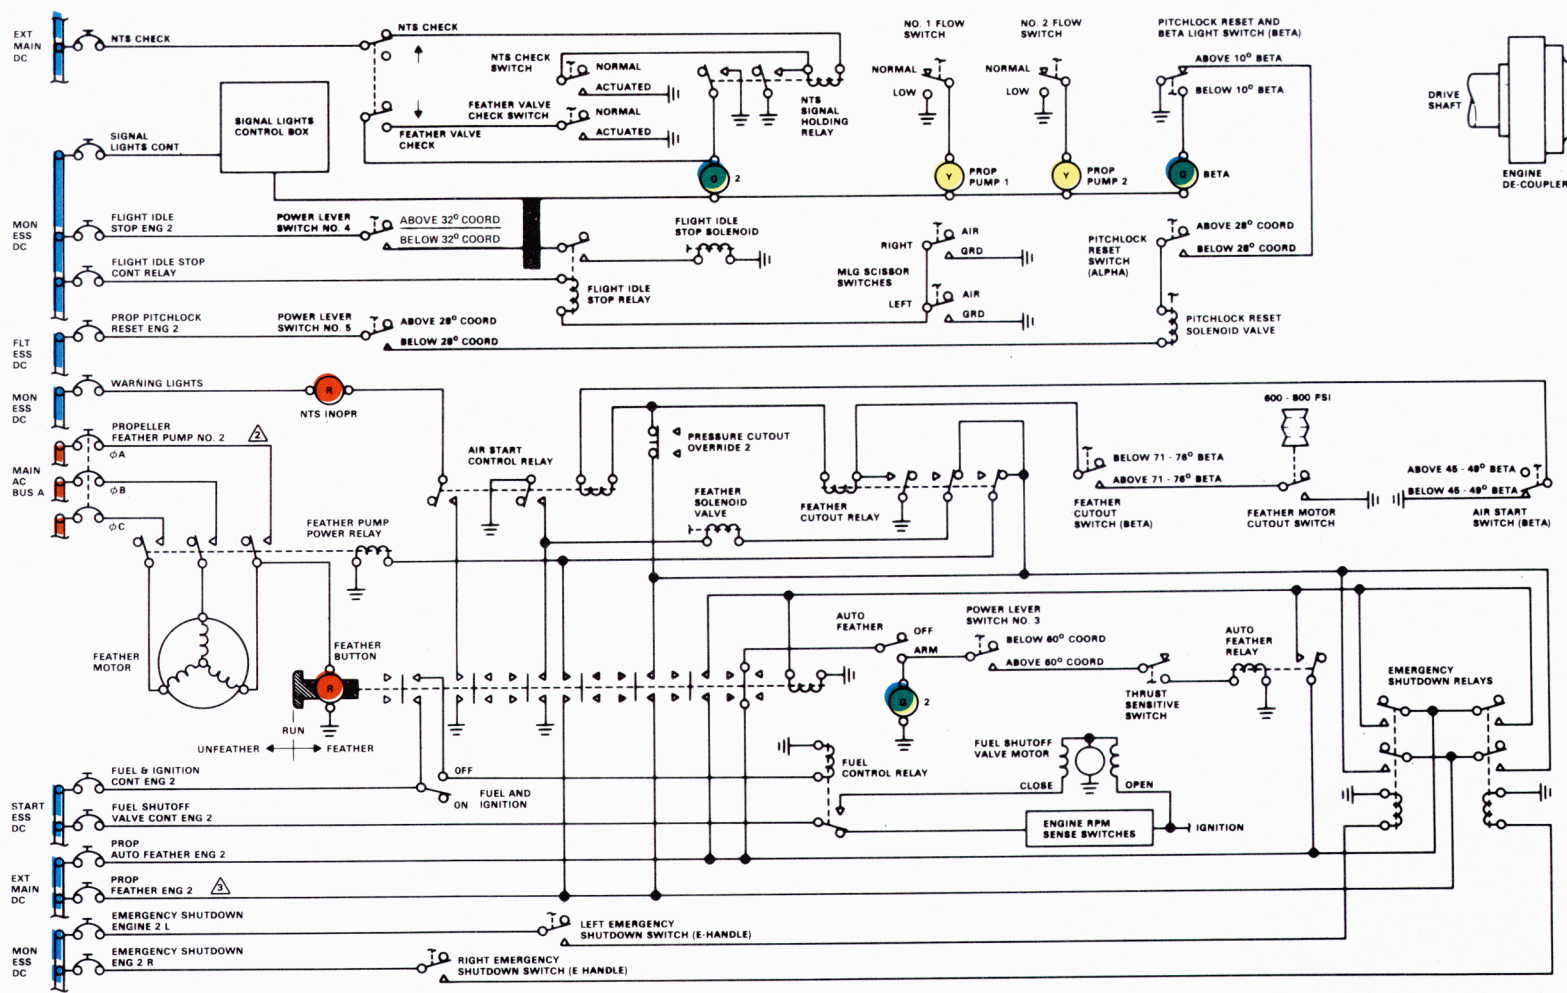 EXT
MAIN
DC
NTS CHECK
NTS CHECK
NTS CHECK
SWITCH
NORMAL
ACTUATED
FEATHER VALVE
CHECK SWITCH
NORMAL
ACTUATED
FEATHER VALVE
CHECK
NTS
SIGNAL
HOLDING
RELAY
NO. 1 FLOW
SWITCH
NORMAL
LOW
NO. 2 FLOW
SWITCH
NORMAL
LOW
PITCHLOCK RESET AND
BETA LIGHT SWITCH (BETA)
ABOVE 10° BETA
BELOW 10° BETA
DRIVE
SHAFT
ENGINE
DE-COUPLER
SIGNAL
LIGHTS CONT
SIGNAL LIGHTS
CONTROL BOX
G
2
Y
PROP
PUMP 1
Y
PROP
PUMP 2
G
BETA
MON
ESS
DC
FLIGHT IDLE
STOP ENG 2
POWER LEVER
SWITCH NO. 4
ABOVE 32° COORD
BELOW 32° COORD
FLIGHT IDLE
STOP SOLENOID
RIGHT
AIR
GRD
MLG SCISSOR
SWITCHES
LEFT
AIR
GRD
PITCHLOCK
RESET
SWITCH
(ALPHA)
ABOVE 28° COORD
BELOW 28° COORD
FLIGHT IDLE STOP
CONT RELAY
FLIGHT IDLE
STOP RELAY
PROP PITCHLOCK
RESET ENG 2
POWER LEVER
SWITCH NO. 5
ABOVE 28° COORD
BELOW 28° COORD
PITCHLOCK RESET
SOLENOID VALVE
FLT
ESS
DC
MON
ESS
DC
WARNING LIGHTS
R
NTS INOPR
600 - 800 PSI
PROPELLER
FEATHER PUMP NO. 2
2
ΦA
MAIN
AC
BUS A
ΦB
ΦC
AIR START
CONTROL RELAY
PRESSURE CUTOUT
OVERRIDE 2
FEATHER
SOLENOID
VALVE
FEATHER
CUTOUT RELAY
BELOW 71 - 76° BETA
ABOVE 71 - 76° BETA
FEATHER
CUTOUT
SWITCH (BETA)
FEATHER MOTOR
CUTOUT SWITCH
ABOVE 45 - 49° BETA
BELOW 45 - 49° BETA
AIR START
SWITCH (BETA)
FEATHER PUMP
POWER RELAY
FEATHER
MOTOR
FEATHER
BUTTON
R
RUN
UNFEATHER
FEATHER
AUTO
FEATHER
OFF
ARM
G
2
POWER LEVER
SWITCH NO. 3
BELOW 60° COORD
ABOVE 60° COORD
THRUST
SENSITIVE
SWITCH
AUTO
FEATHER
RELAY
EMERGENCY
SHUTDOWN RELAYS
START
ESS
DC
FUEL & IGNITION
CONT ENG 2
OFF
ON
FUEL AND
IGNITION
FUEL
CONTROL RELAY
FUEL SHUTOFF
VALVE MOTOR
CLOSE
OPEN
FUEL SHUTOFF
VALVE CONT ENG 2
ENGINE RPM
SENSE SWITCHES
IGNITION
EXT
MAIN
DC
PROP
AUTO FEATHER ENG 2
PROP
FEATHER ENG 2
3
MON
ESS
DC
EMERGENCY SHUTDOWN
ENGINE 2 L
LEFT EMERGENCY
SHUTDOWN SWITCH (E-HANDLE)
EMERGENCY SHUTDOWN
ENG 2 R
RIGHT EMERGENCY
SHUTDOWN SWITCH (E HANDLE)